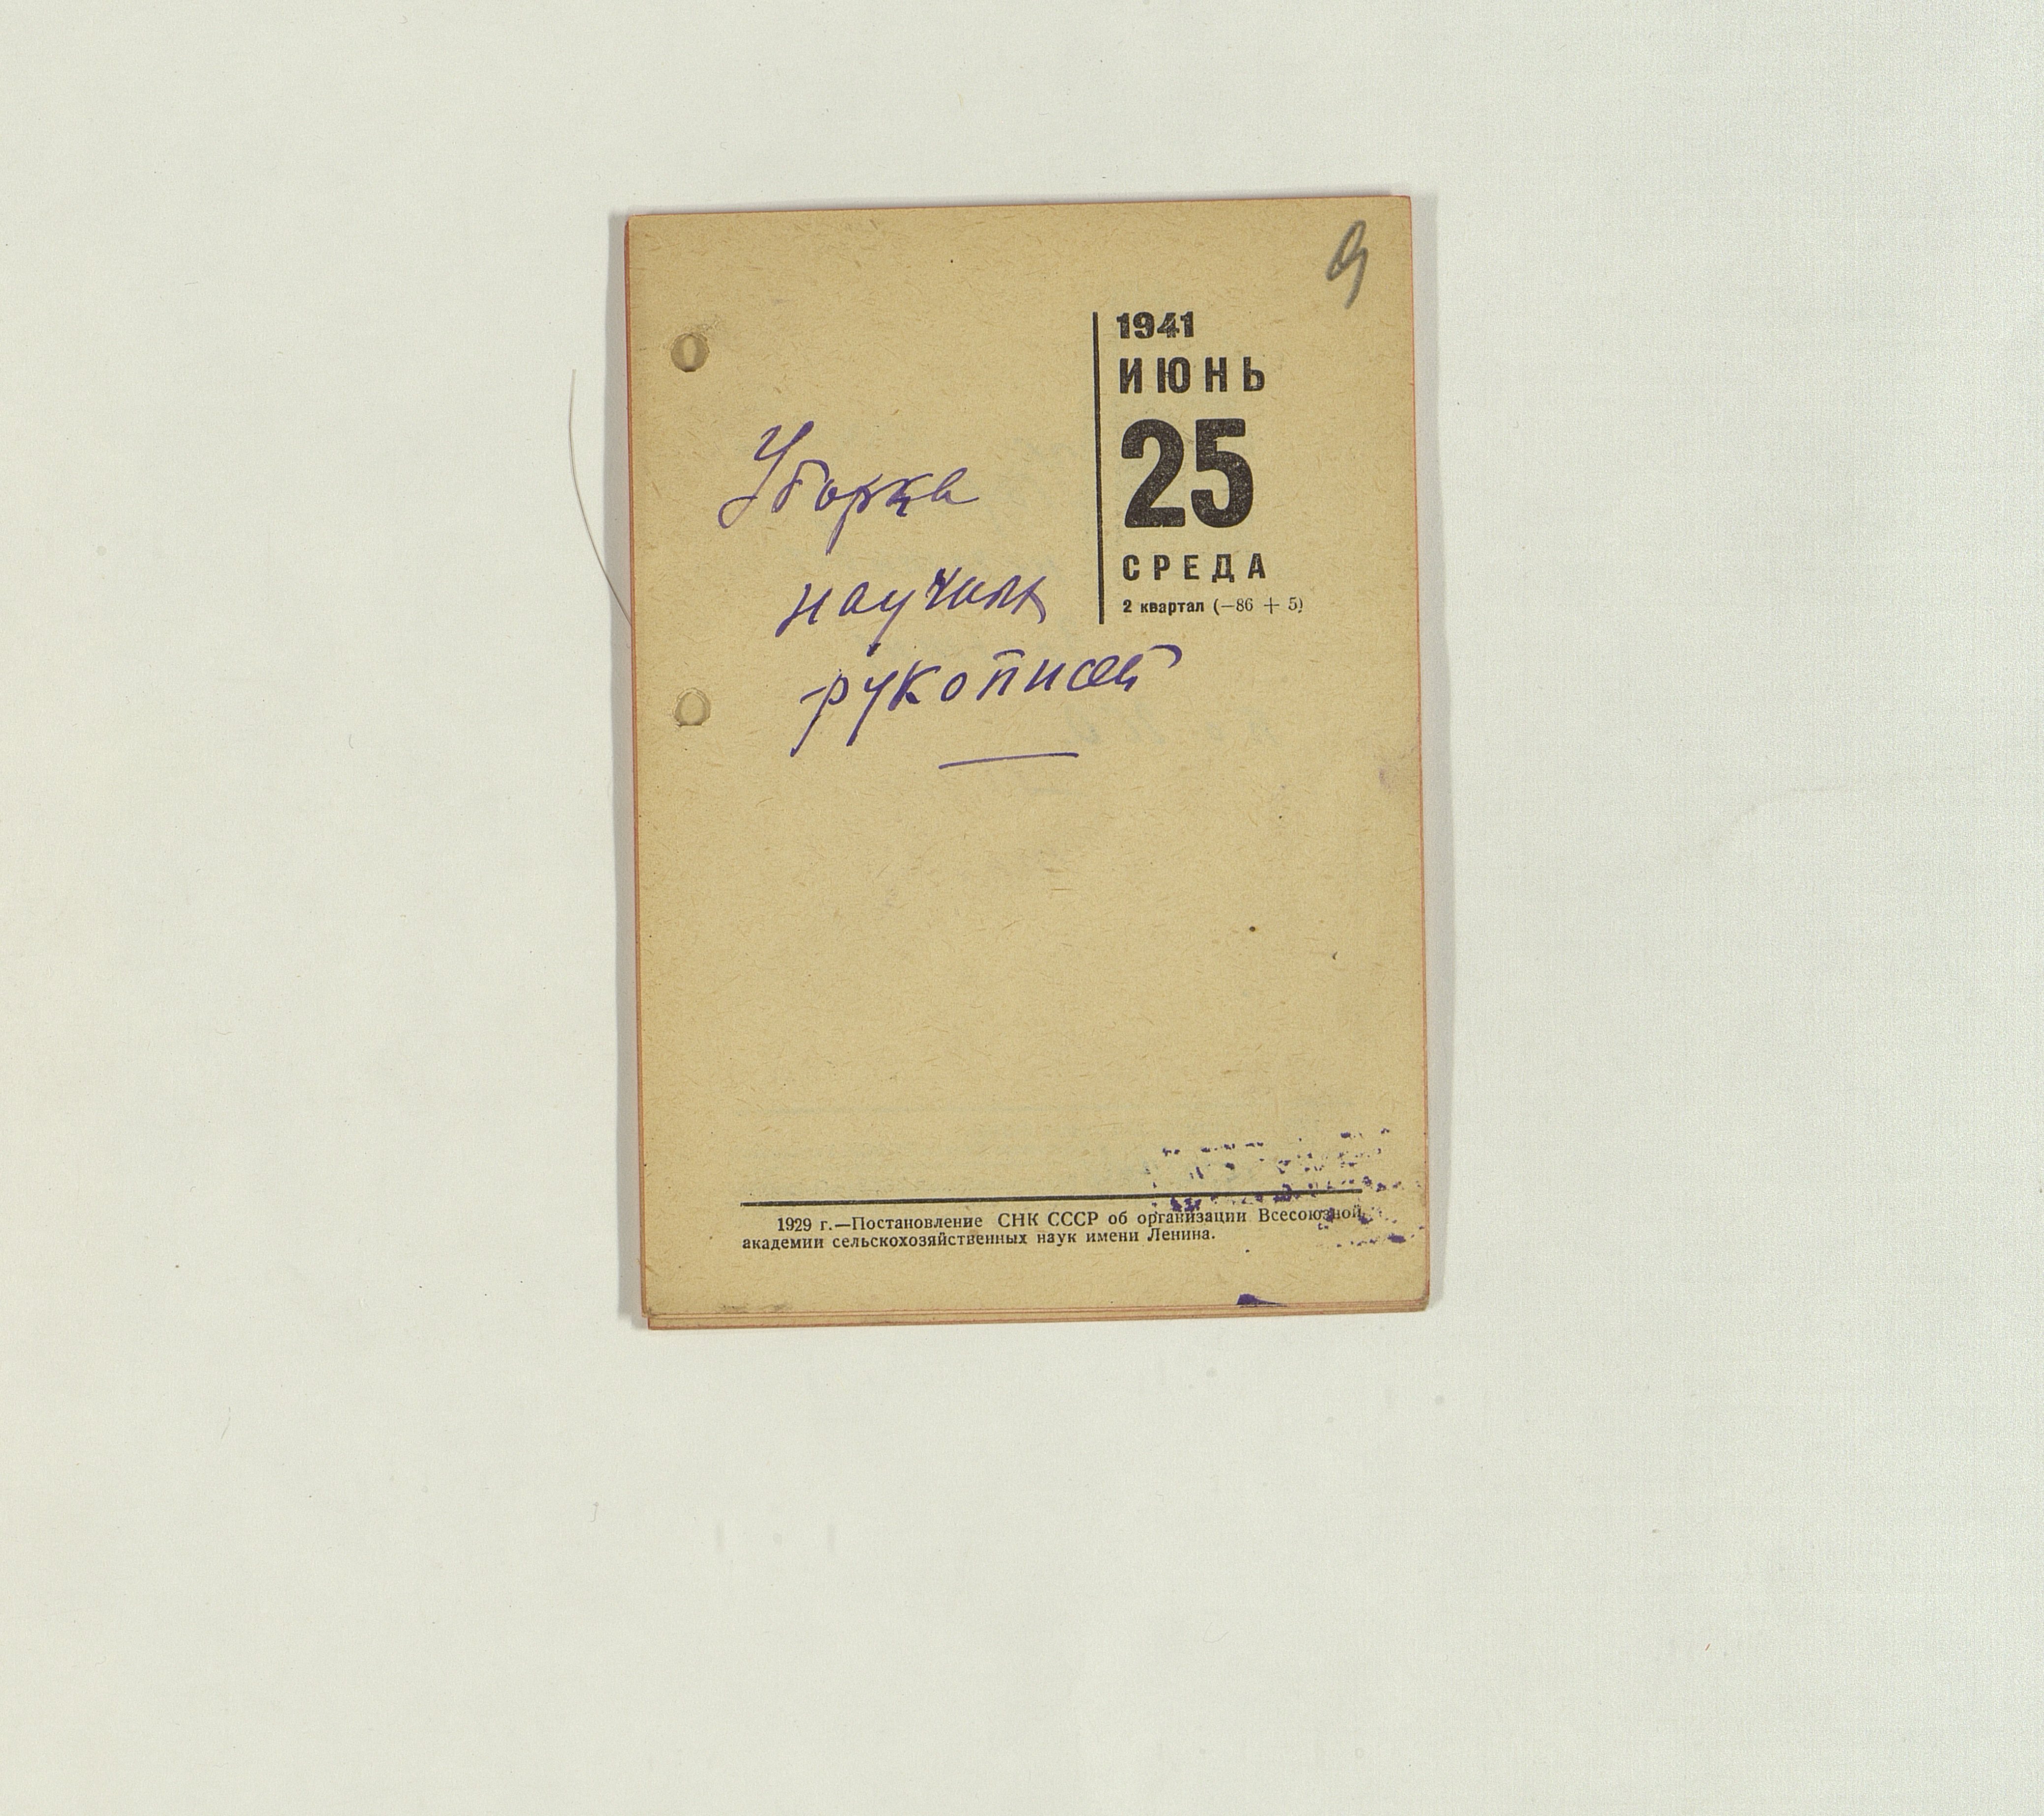 9
1941
ИЮНЬ
25
СРЕДА
2 квартал (—86 + 5)
Уборка
научных
рукописей
1929 г.—Постановление СНК СССР об организации Всесоюзной
академии сельскохозяйственных наук имени Ленина.